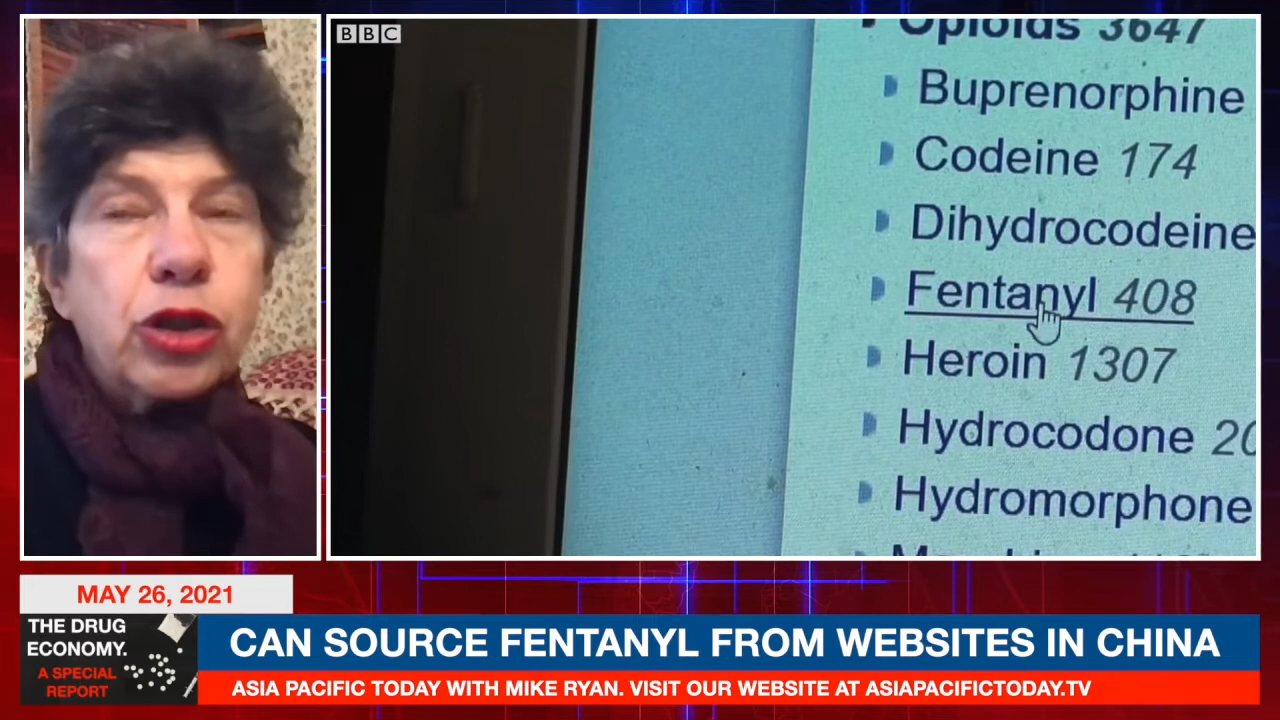 BBC
Opioids 3647
Buprenorphine
Codeine 174
Dihydrocodeine
Fentanyl 408
Heroin 1307
Hydrocodone 20
Hydromorphone
MAY 26, 2021
THE DRUG
ECONOMY.
A SPECIAL
REPORT
CAN SOURCE FENTANYL FROM WEBSITES IN CHINA
ASIA PACIFIC TODAY WITH MIKE RYAN. VISIT OUR WEBSITE AT ASIAPACIFICTODAY.TV